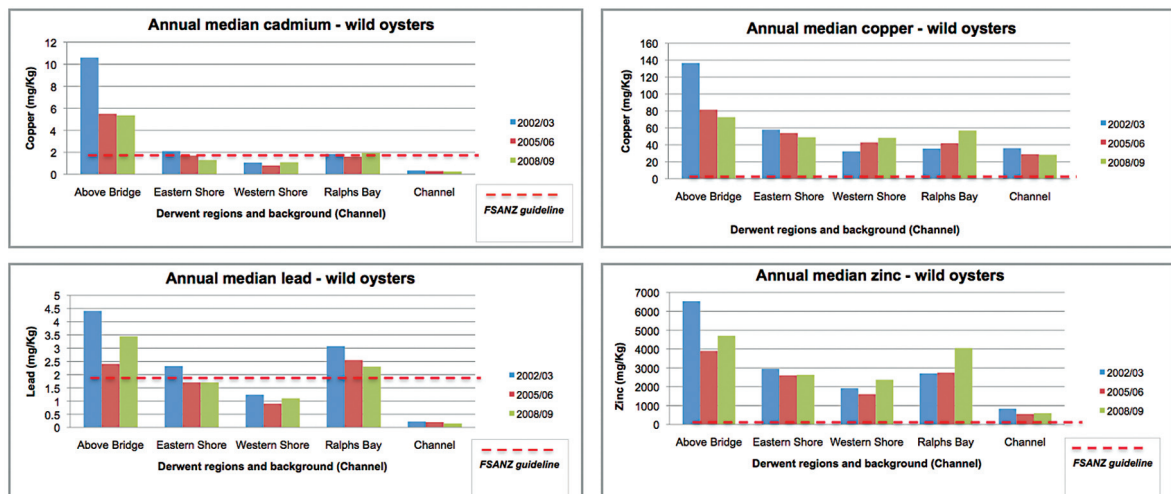 Annual median cadmium - wild oysters
Copper (mg/Kg)
12
10
8
6
4
2
0
Above Bridge Eastern Shore Western Shore Ralphs Bay Channel
Derwent regions and background (Channel)
2002/03
2005/06
2008/09
FSANZ guideline
Annual median copper - wild oysters
Copper (mg/Kg)
160
140
120
100
80
60
40
20
0
Above Bridge Eastern Shore Western Shore Ralphs Bay Channel
Derwent regions and background (Channel)
2002/03
2005/06
2008/09
FSANZ guideline
Annual median lead - wild oysters
Lead (mg/Kg)
5
4.5
4
3.5
3
2.5
2
1.5
1
0.5
0
Above Bridge Eastern Shore Western Shore Ralphs Bay Channel
Derwent regions and background (Channel)
2002/03
2005/06
2008/09
FSANZ guideline
Annual median zinc - wild oysters
Zinc (mg/Kg)
7000
6000
5000
4000
3000
2000
1000
0
Above Bridge Eastern Shore Western Shore Ralphs Bay Channel
Derwent regions and background (Channel)
2002/03
2005/06
2008/09
FSANZ guideline